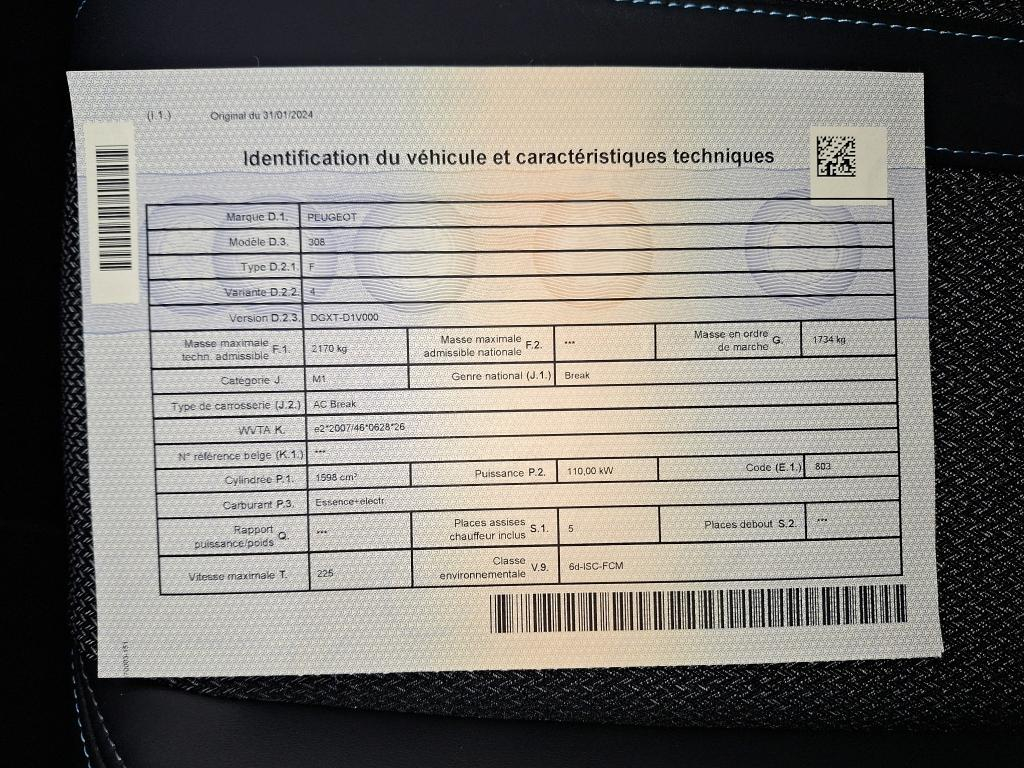 (I.1.) Original du 31/01/2024
Identification du véhicule et caractéristiques techniques
Marque D.1. PEUGEOT
Modèle D.3. 308
Type D.2.1. F
Variante D.2.2. 4
Version D.2.3. DGXT-D1V000
Masse maximale techn. admissible F.1. 2170 kg Masse maximale admissible nationale F.2. *** Masse en ordre de marche G. 1734 kg
Catégorie J. M1 Genre national (J.1.) Break
Type de carrosserie (J.2.) AC Break
WVTA K. e2*2007/46*0628*26
N° référence belge (K.1.) ***
Cylindrée P.1. 1598 cm³ Puissance P.2. 110,00 kW Code (E.1.) 803
Carburant P.3. Essence+electr.
Rapport puissance/poids Q. *** Places assises chauffeur inclus S.1. 5 Places debout S.2. ***
Vitesse maximale T. 225 Classe environnementale V.9. 6d-ISC-FCM